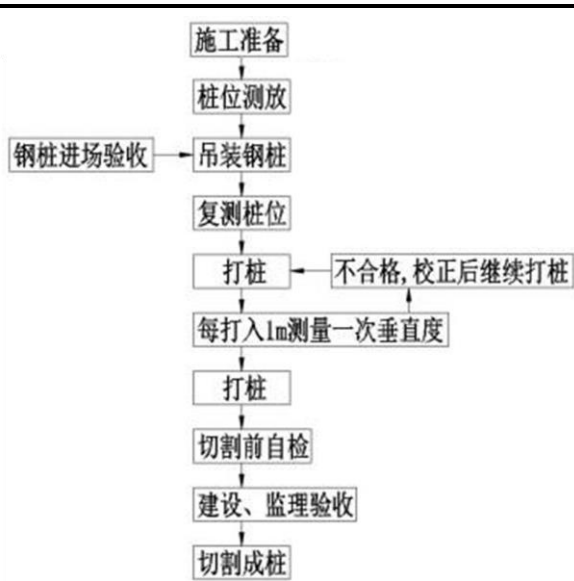 施工准备
桩位测放
钢桩进场验收
吊装钢桩
复测桩位
打桩
不合格,校正后继续打桩
每打入1m测量一次垂直度
打桩
切割前自检
建设、监理验收
切割成桩